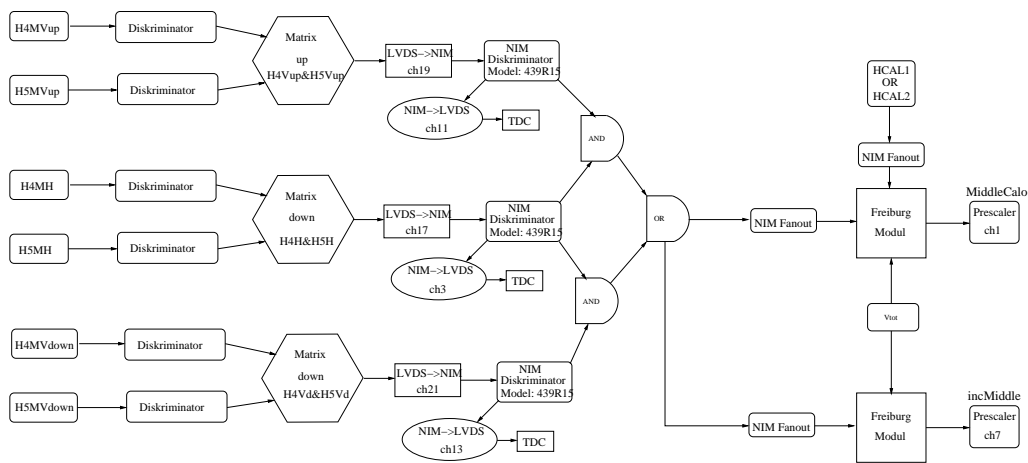 H4MVup
Diskriminator
H5MVup
Diskriminator
Matrix
up
H4Vup&H5Vup
LVDS->NIM
ch19
NIM
Diskriminator
Model: 439R15
NIM->LVDS
ch11
TDC
AND
H4MH
Diskriminator
H5MH
Diskriminator
Matrix
down
H4H&H5H
LVDS->NIM
ch17
NIM
Diskriminator
Model: 439R15
NIM->LVDS
ch3
TDC
AND
OR
H4MVdown
Diskriminator
H5MVdown
Diskriminator
Matrix
down
H4Vd&H5Vd
LVDS->NIM
ch21
NIM
Diskriminator
Model: 439R15
NIM->LVDS
ch13
TDC
HCAL1
OR
HCAL2
NIM Fanout
NIM Fanout
Freiburg
Modul
MiddleCalo
Prescaler
ch1
Vtot
NIM Fanout
Freiburg
Modul
incMiddle
Prescaler
ch7